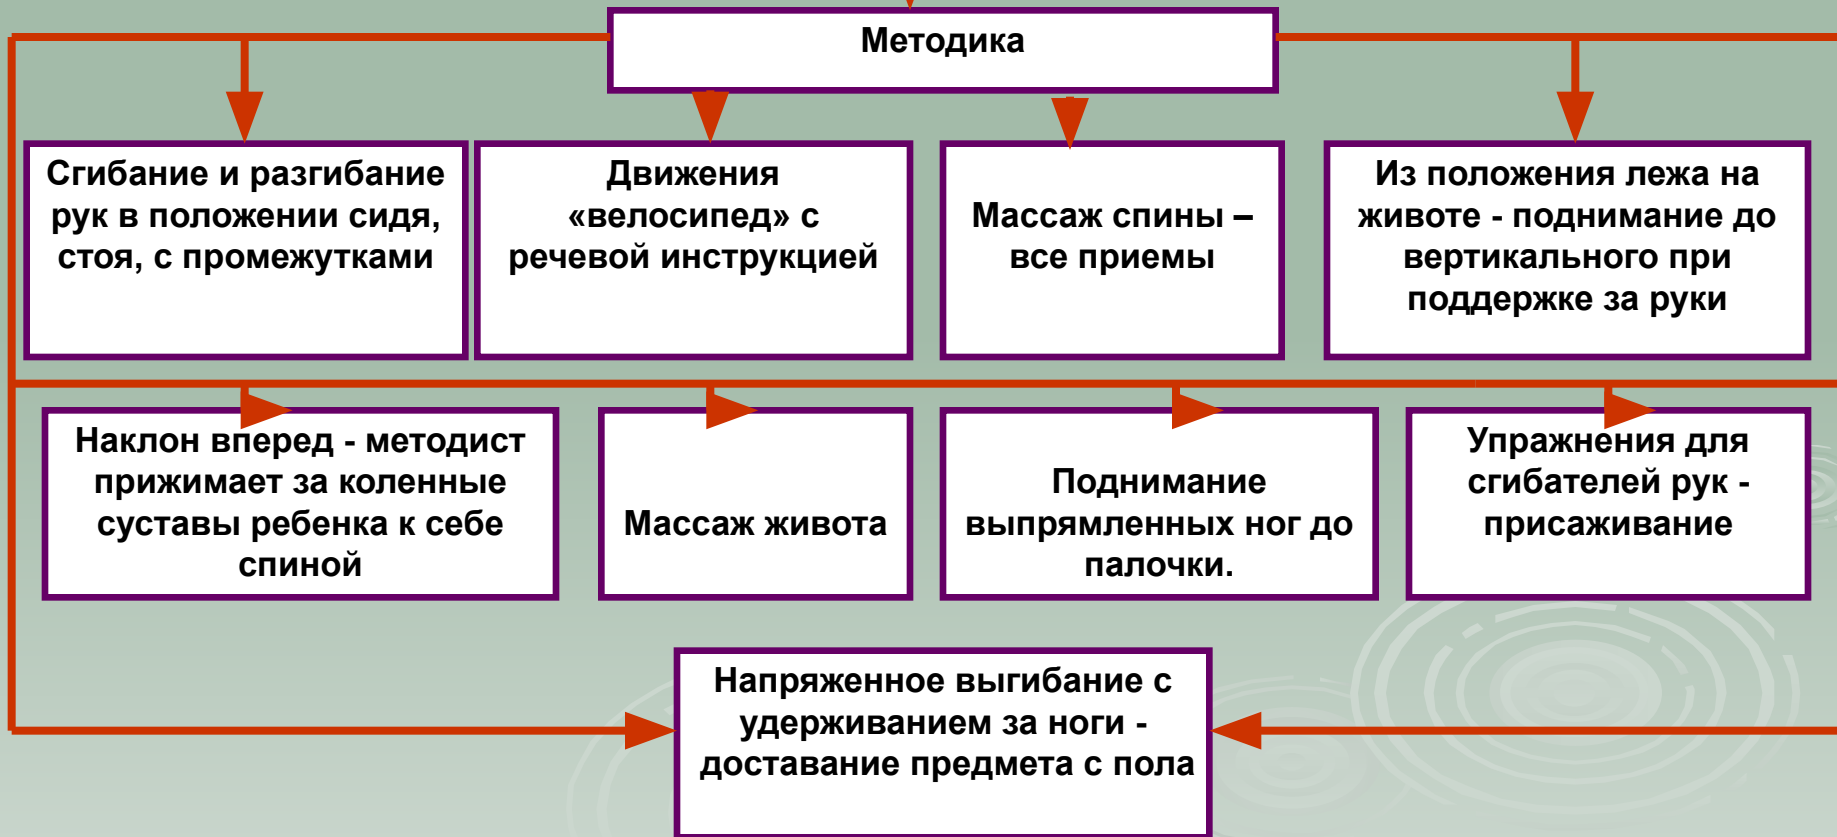 Методика
Сгибание и разгибание
рук в положении сидя,
стоя, с промежутками
Движения
«велосипед» с
речевой инструкцией
Массаж спины –
все приемы
Из положения лежа на
животе - поднимание до
вертикального при
поддержке за руки
Наклон вперед - методист
прижимает за коленные
суставы ребенка к себе
спиной
Массаж живота
Поднимание
выпрямленных ног до
палочки.
Упражнения для
сгибателей рук -
присаживание
Напряженное выгибание с
удерживанием за ноги -
доставание предмета с пола